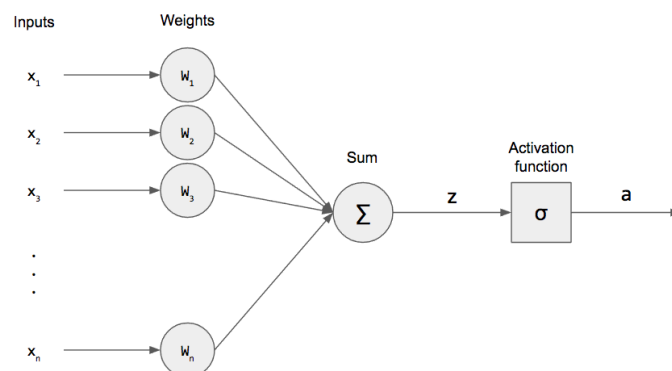 Inputs
Weights
x₁
W₁
x₂
W₂
x₃
W₃
Sum
Σ
z
Activation
function
σ
a
.
.
.
xₙ
Wₙ